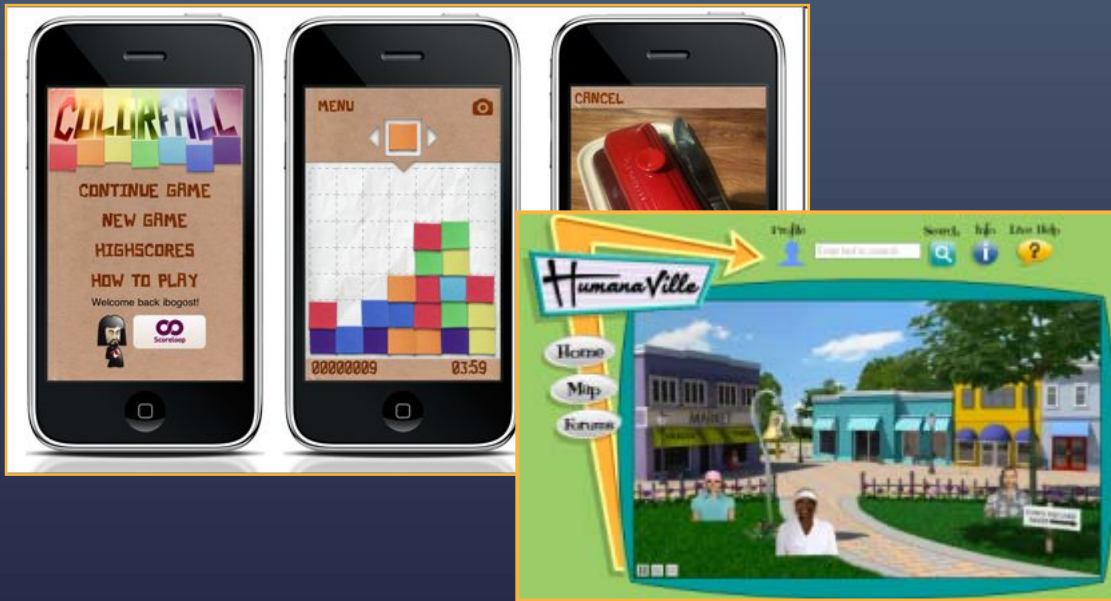 COLORFALL
CONTINUE GAME
NEW GAME
HIGHSCORES
HOW TO PLAY
Welcome back ibogost!
Scoreloop
MENU
00000009
03:59
CANCEL
HumanaVille
Profile
Search
Info
Live Help
Home
Map
Forums
MARKET